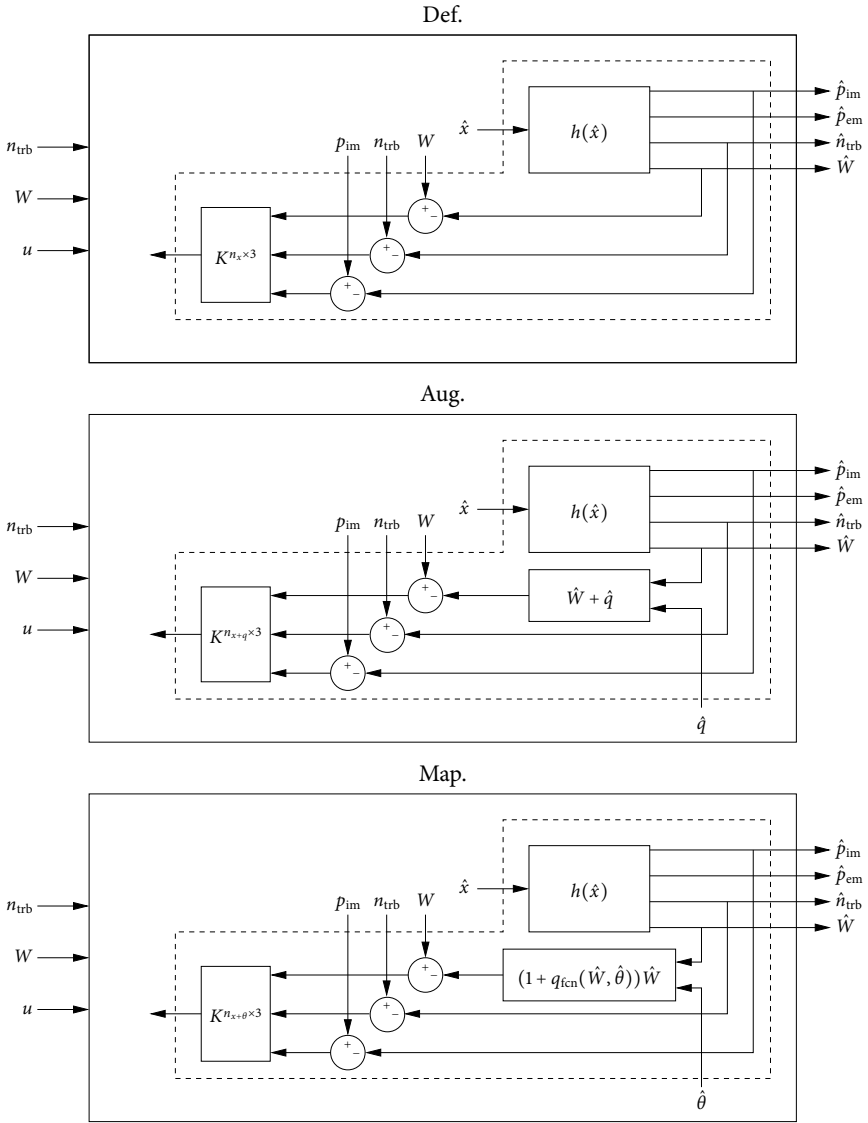 Def.
p̂im
x̂ h(x̂) p̂em
pim ntrb W n̂trb
ntrb Ŵ
W + −
u K^{nx×3} + −
+ −
Aug.
p̂im
x̂ h(x̂) p̂em
pim ntrb W n̂trb
ntrb Ŵ
W + − Ŵ + q̂
u K^{nx+q×3} + −
+ −
q̂
Map.
p̂im
x̂ h(x̂) p̂em
pim ntrb W n̂trb
ntrb Ŵ
W + − (1 + qfcn(Ŵ, θ̂))Ŵ
u K^{nx+θ×3} + −
+ −
θ̂